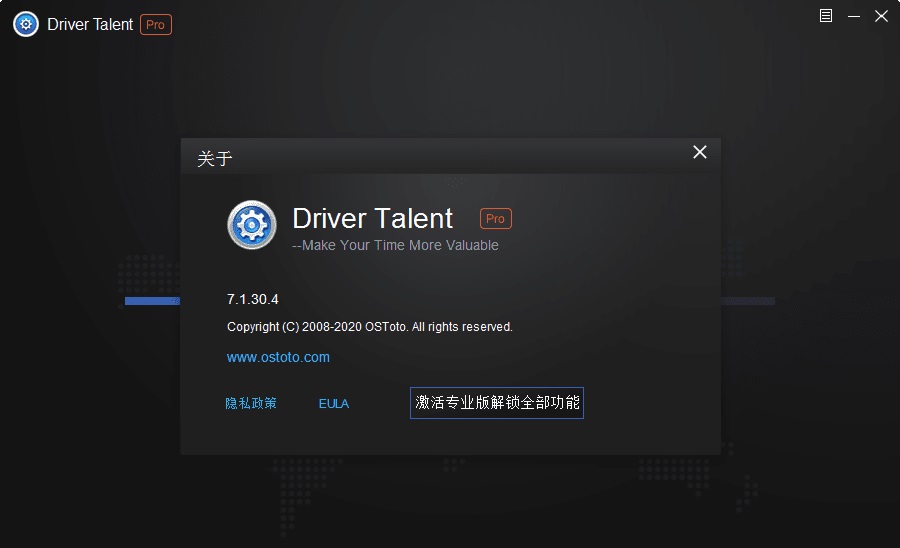 Driver Talent Pro
关于
Driver Talent Pro
--Make Your Time More Valuable
7.1.30.4
Copyright (C) 2008-2020 OSToto. All rights reserved.
www.ostoto.com
隐私政策 EULA 激活专业版解锁全部功能